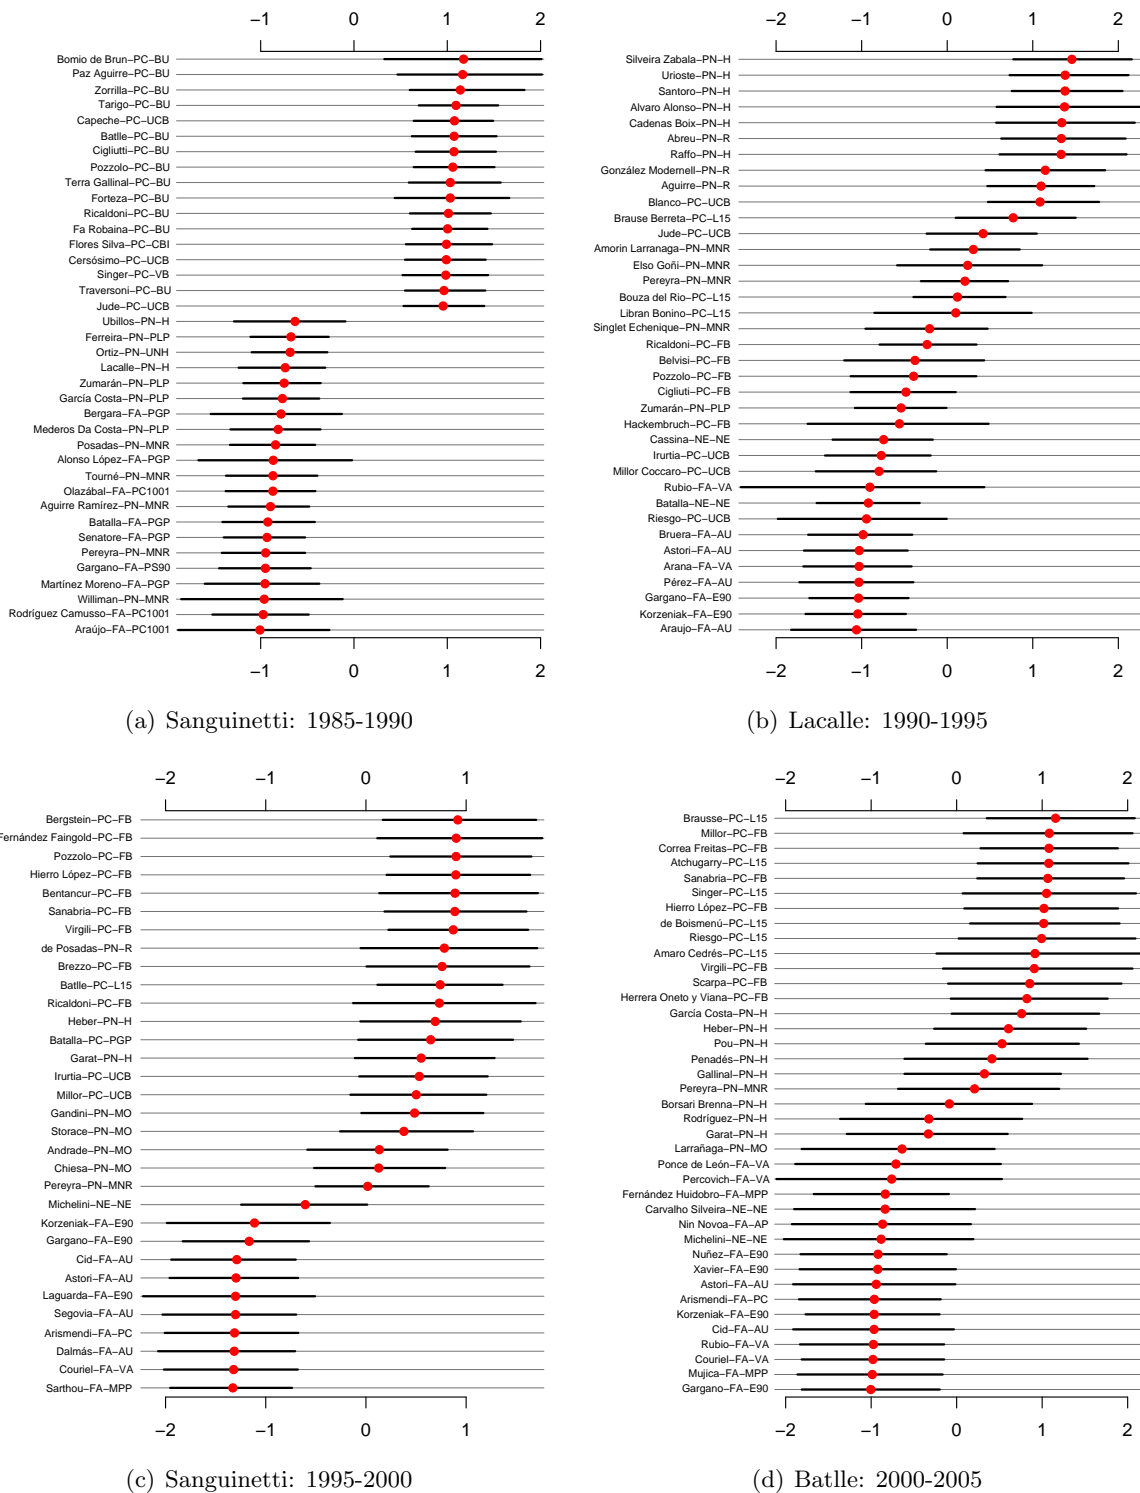 −1 0 1 2
Bomio de Brun−PC−BU
Paz Aguirre−PC−BU
Zorrilla−PC−BU
Tarigo−PC−BU
Capeche−PC−UCB
Batlle−PC−BU
Cigliutti−PC−BU
Pozzolo−PC−BU
Terra Gallinal−PC−BU
Forteza−PC−BU
Ricaldoni−PC−BU
Fa Robaina−PC−BU
Flores Silva−PC−CBI
Cersósimo−PC−UCB
Singer−PC−VB
Traversoni−PC−BU
Jude−PC−UCB
Ubillos−PN−H
Ferreira−PN−PLP
Ortiz−PN−UNH
Lacalle−PN−H
Zumarán−PN−PLP
García Costa−PN−PLP
Bergara−FA−PGP
Mederos Da Costa−PN−PLP
Posadas−PN−MNR
Alonso López−FA−PGP
Tourné−PN−MNR
Olazábal−FA−PC1001
Aguirre Ramírez−PN−MNR
Batalla−FA−PGP
Senatore−FA−PGP
Pereyra−PN−MNR
Gargano−FA−PS90
Martínez Moreno−FA−PGP
Williman−PN−MNR
Rodríguez Camusso−FA−PC1001
Araújo−FA−PC1001
−1 0 1 2
(a) Sanguinetti: 1985-1990
−2 −1 0 1 2
Silveira Zabala−PN−H
Urioste−PN−H
Santoro−PN−H
Alvaro Alonso−PN−H
Cadenas Boix−PN−H
Abreu−PN−R
Raffo−PN−H
González Modernell−PN−R
Aguirre−PN−R
Blanco−PC−UCB
Brause Berreta−PC−L15
Jude−PC−UCB
Amorin Larranaga−PN−MNR
Elso Goñi−PN−MNR
Pereyra−PN−MNR
Bouza del Rio−PC−L15
Libran Bonino−PC−L15
Singlet Echenique−PN−MNR
Ricaldoni−PC−FB
Belvisi−PC−FB
Pozzolo−PC−FB
Cigliuti−PC−FB
Zumarán−PN−PLP
Hackembruch−PC−FB
Cassina−NE−NE
Irurtia−PC−UCB
Millor Coccaro−PC−UCB
Rubio−FA−VA
Batalla−NE−NE
Riesgo−PC−UCB
Bruera−FA−AU
Astori−FA−AU
Arana−FA−VA
Pérez−FA−AU
Gargano−FA−E90
Korzeniak−FA−E90
Araujo−FA−AU
−2 −1 0 1 2
(b) Lacalle: 1990-1995
−2 −1 0 1
Bergstein−PC−FB
Fernández Faingold−PC−FB
Pozzolo−PC−FB
Hierro López−PC−FB
Bentancur−PC−FB
Sanabria−PC−FB
Virgili−PC−FB
de Posadas−PN−R
Brezzo−PC−FB
Batlle−PC−L15
Ricaldoni−PC−FB
Heber−PN−H
Batalla−PC−PGP
Garat−PN−H
Irurtia−PC−UCB
Millor−PC−UCB
Gandini−PN−MO
Storace−PN−MO
Andrade−PN−MO
Chiesa−PN−MO
Pereyra−PN−MNR
Michelini−NE−NE
Korzeniak−FA−E90
Gargano−FA−E90
Cid−FA−AU
Astori−FA−AU
Laguarda−FA−E90
Segovia−FA−AU
Arismendi−FA−PC
Dalmás−FA−AU
Couriel−FA−VA
Sarthou−FA−MPP
−2 −1 0 1
(c) Sanguinetti: 1995-2000
−2 −1 0 1 2
Brausse−PC−L15
Millor−PC−FB
Correa Freitas−PC−FB
Atchugarry−PC−L15
Sanabria−PC−FB
Singer−PC−L15
Hierro López−PC−FB
de Boismenú−PC−L15
Riesgo−PC−L15
Amaro Cedrés−PC−L15
Virgili−PC−FB
Scarpa−PC−FB
Herrera Oneto y Viana−PC−FB
García Costa−PN−H
Heber−PN−H
Pou−PN−H
Penadés−PN−H
Gallinal−PN−H
Pereyra−PN−MNR
Borsari Brenna−PN−H
Rodríguez−PN−H
Garat−PN−H
Larrañaga−PN−MO
Ponce de León−FA−VA
Percovich−FA−VA
Fernández Huidobro−FA−MPP
Carvalho Silveira−NE−NE
Nin Novoa−FA−AP
Michelini−NE−NE
Nuñez−FA−E90
Xavier−FA−E90
Astori−FA−AU
Arismendi−FA−PC
Korzeniak−FA−E90
Cid−FA−AU
Rubio−FA−VA
Couriel−FA−VA
Mujica−FA−MPP
Gargano−FA−E90
−2 −1 0 1 2
(d) Batlle: 2000-2005